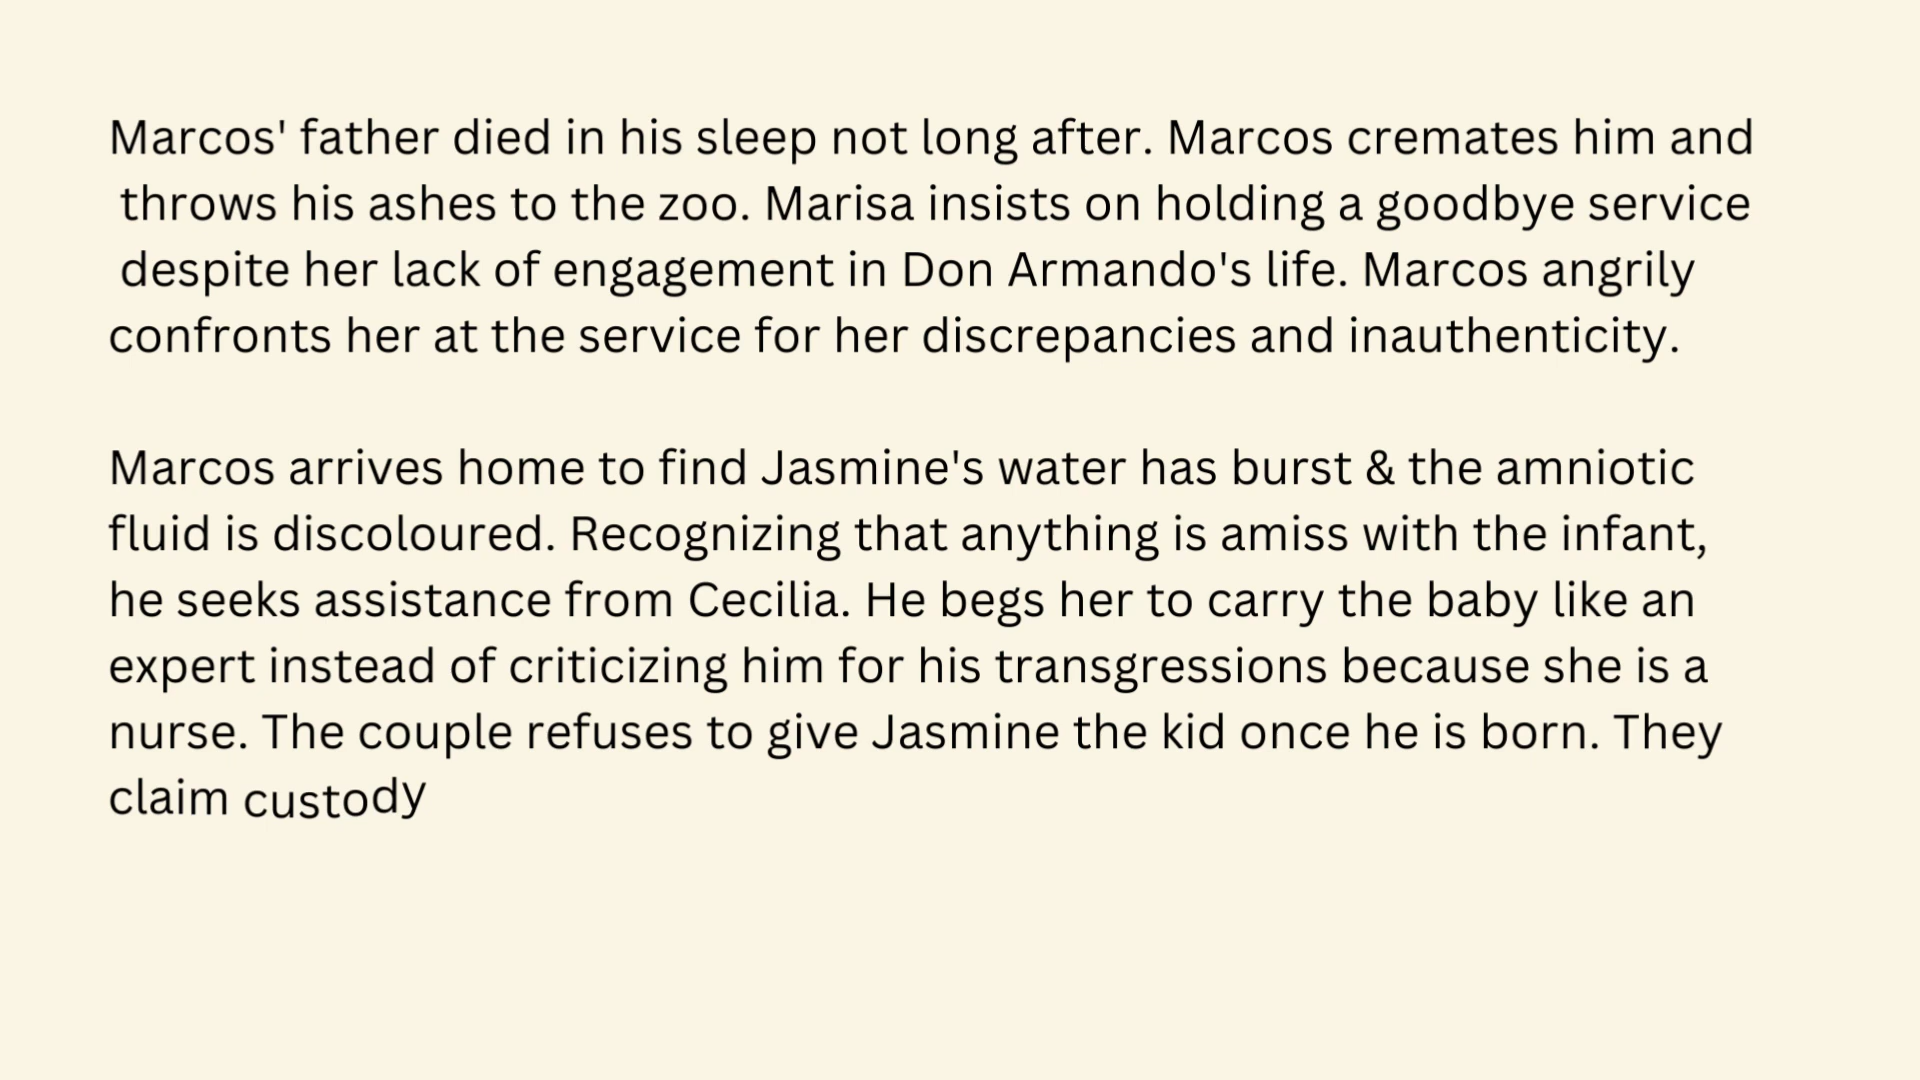 Marcos' father died in his sleep not long after. Marcos cremates him and
throws his ashes to the zoo. Marisa insists on holding a goodbye service
despite her lack of engagement in Don Armando's life. Marcos angrily
confronts her at the service for her discrepancies and inauthenticity.
Marcos arrives home to find Jasmine's water has burst & the amniotic
fluid is discoloured. Recognizing that anything is amiss with the infant,
he seeks assistance from Cecilia. He begs her to carry the baby like an
expert instead of criticizing him for his transgressions because she is a
nurse. The couple refuses to give Jasmine the kid once he is born. They
claim custody